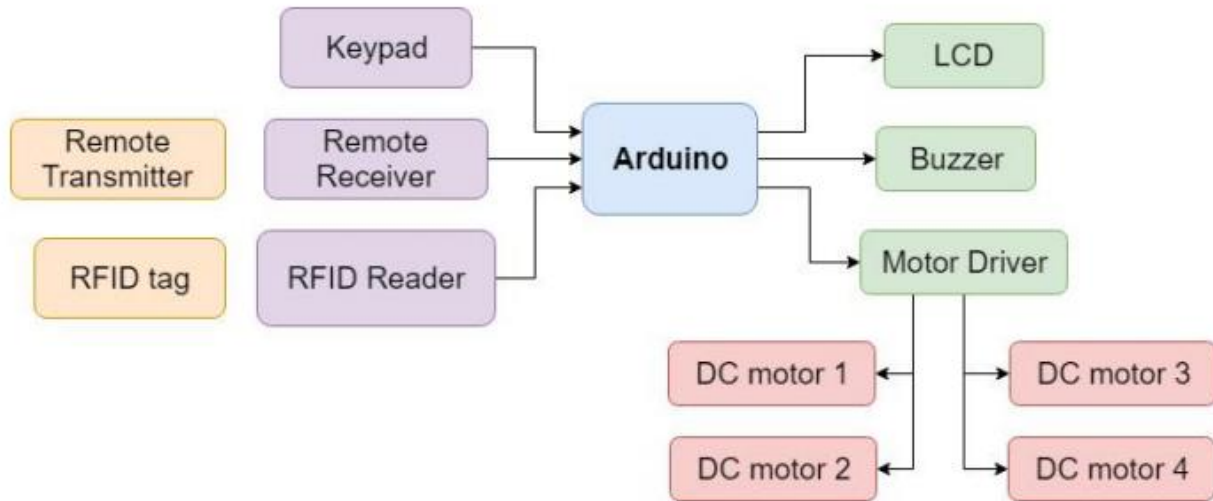 Keypad
LCD
Remote
Transmitter
Remote
Receiver
Arduino
Buzzer
RFID tag
RFID Reader
Motor Driver
DC motor 1
DC motor 3
DC motor 2
DC motor 4